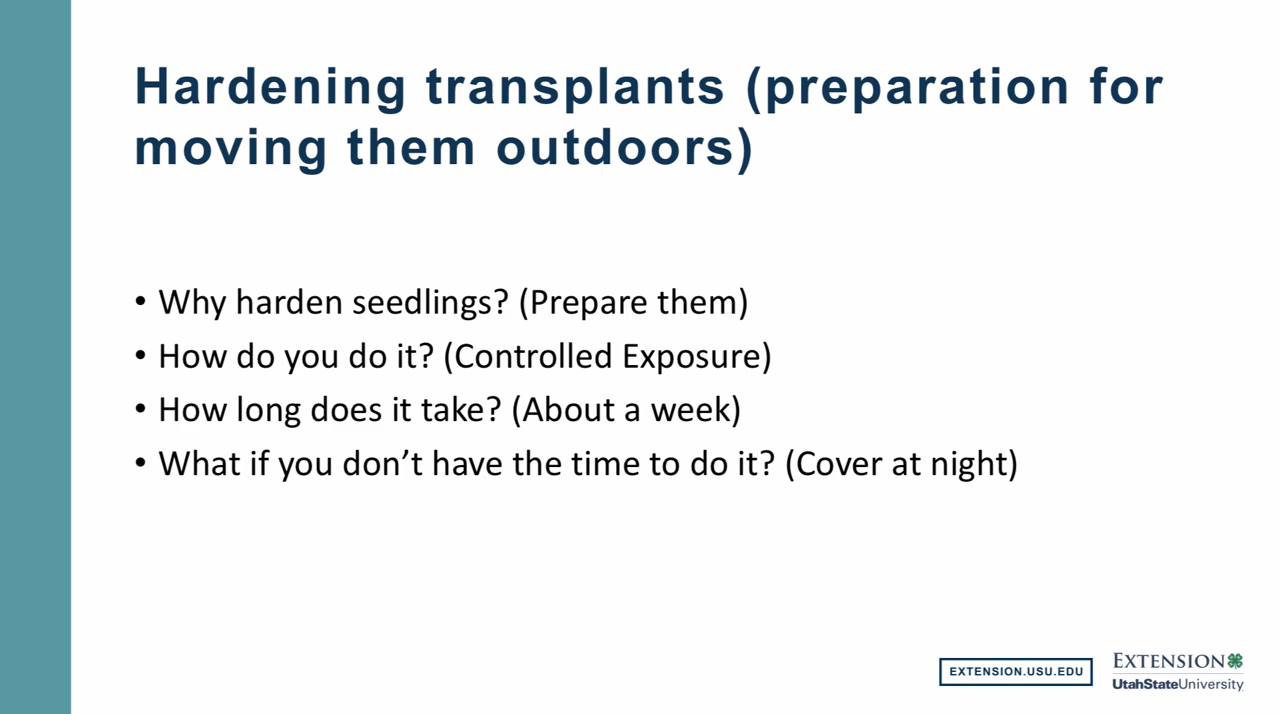 Hardening transplants (preparation for
moving them outdoors)
• Why harden seedlings? (Prepare them)
• How do you do it? (Controlled Exposure)
• How long does it take? (About a week)
• What if you don’t have the time to do it? (Cover at night)
EXTENSION.USU.EDU
EXTENSION
UtahStateUniversity